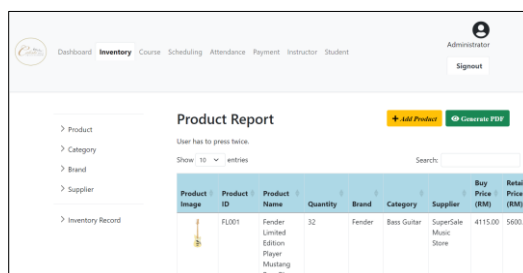 Administrator
Dashboard Inventory Course Scheduling Attendance Payment Instructor Student
Signout
Product Report
+ Add Product Generate PDF
> Product
> Category
> Brand
> Supplier
> Inventory Record
User has to press twice.
Show 10 entries Search:
Product Image Product ID Product Name Quantity Brand Category Supplier Buy Price (RM) Retai Price (RM)
FL001 Fender Limited Edition Player Mustang 32 Fender Bass Guitar SuperSale Music Store 4115.00 5600.